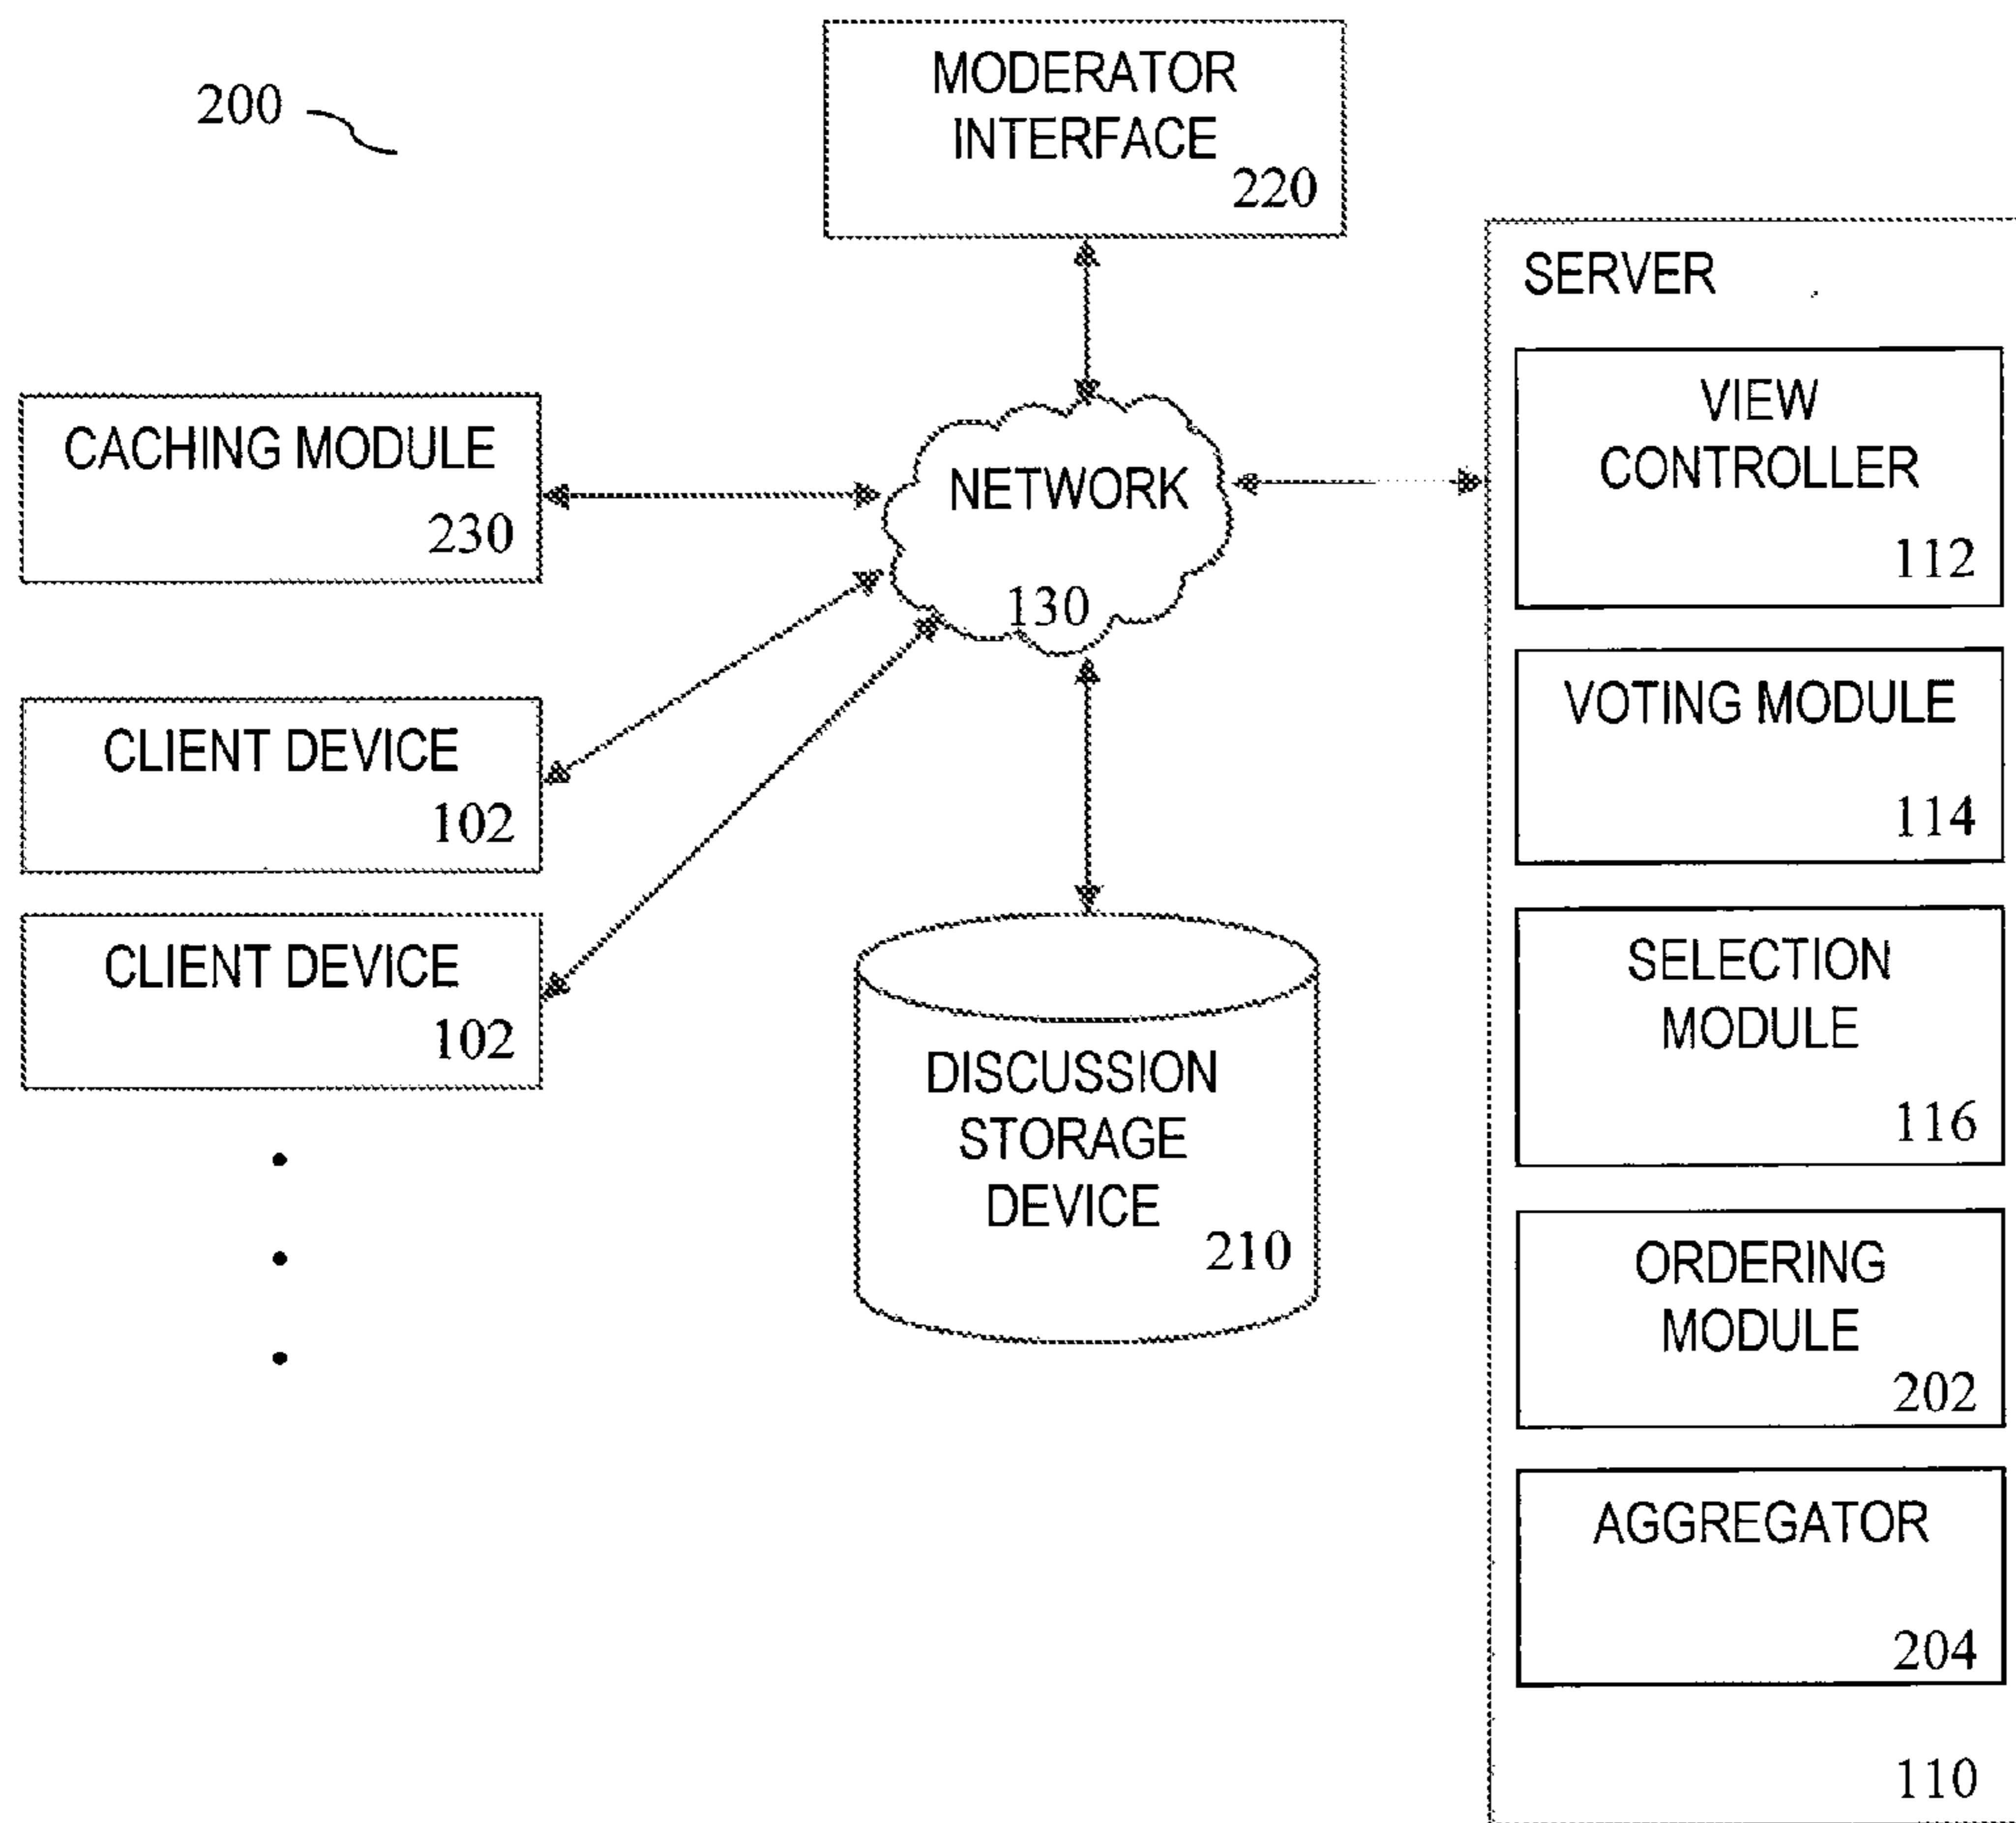 200
MODERATOR
INTERFACE
220
SERVER
VIEW
CONTROLLER
112
CACHING MODULE
230
NETWORK
130
VOTING MODULE
114
CLIENT DEVICE
102
CLIENT DEVICE
102
SELECTION
MODULE
116
DISCUSSION
STORAGE
DEVICE
210
ORDERING
MODULE
202
AGGREGATOR
204
110